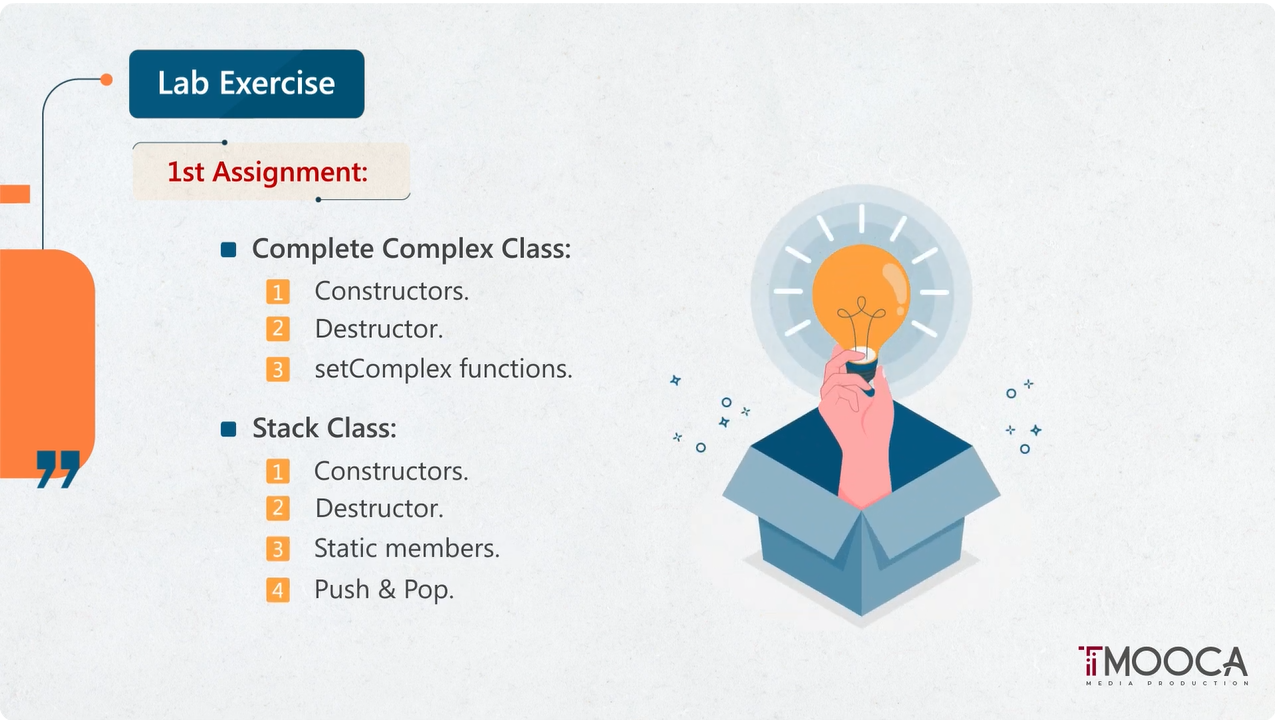 Lab Exercise
1st Assignment:
Complete Complex Class:
1 Constructors.
2 Destructor.
3 setComplex functions.
Stack Class:
1 Constructors.
2 Destructor.
3 Static members.
4 Push & Pop.
iTMOOCA
MEDIA PRODUCTION